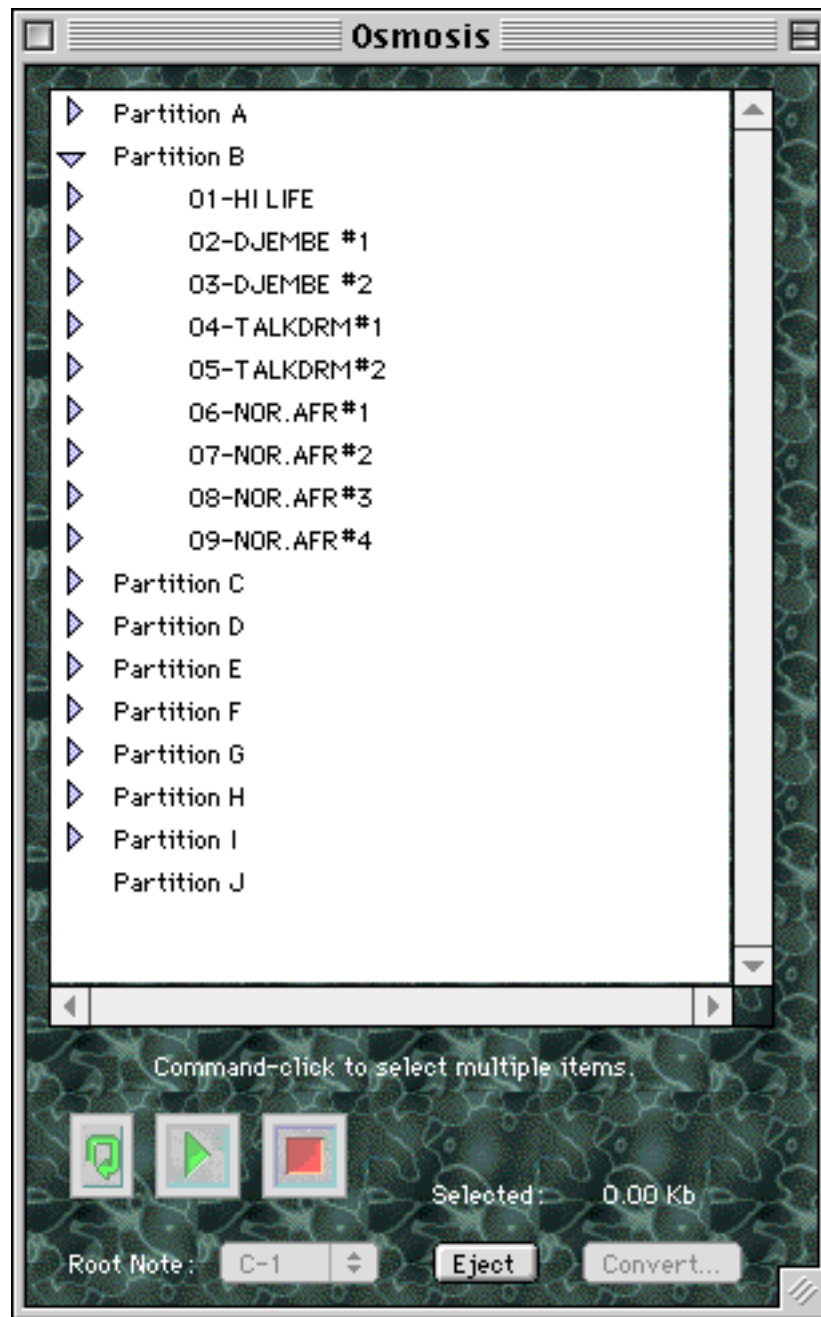 Osmosis
Partition A
Partition B
01-HI LIFE
02-DJEMBE #1
03-DJEMBE #2
04-TALKDRM#1
05-TALKDRM#2
06-NOR.AFR#1
07-NOR.AFR#2
08-NOR.AFR#3
09-NOR.AFR#4
Partition C
Partition D
Partition E
Partition F
Partition G
Partition H
Partition I
Partition J
Command-click to select multiple items.
Selected: 0.00 Kb
Root Note: C-1 Eject Convert...